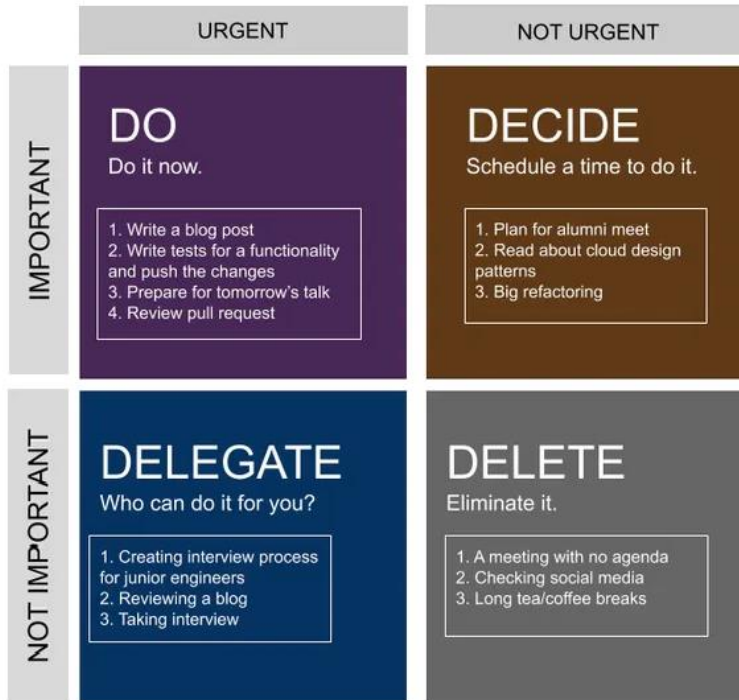 URGENT
NOT URGENT
IMPORTANT
DO
Do it now.
1. Write a blog post
2. Write tests for a functionality
and push the changes
3. Prepare for tomorrow's talk
4. Review pull request
DECIDE
Schedule a time to do it.
1. Plan for alumni meet
2. Read about cloud design
patterns
3. Big refactoring
NOT IMPORTANT
DELEGATE
Who can do it for you?
1. Creating interview process
for junior engineers
2. Reviewing a blog
3. Taking interview
DELETE
Eliminate it.
1. A meeting with no agenda
2. Checking social media
3. Long tea/coffee breaks